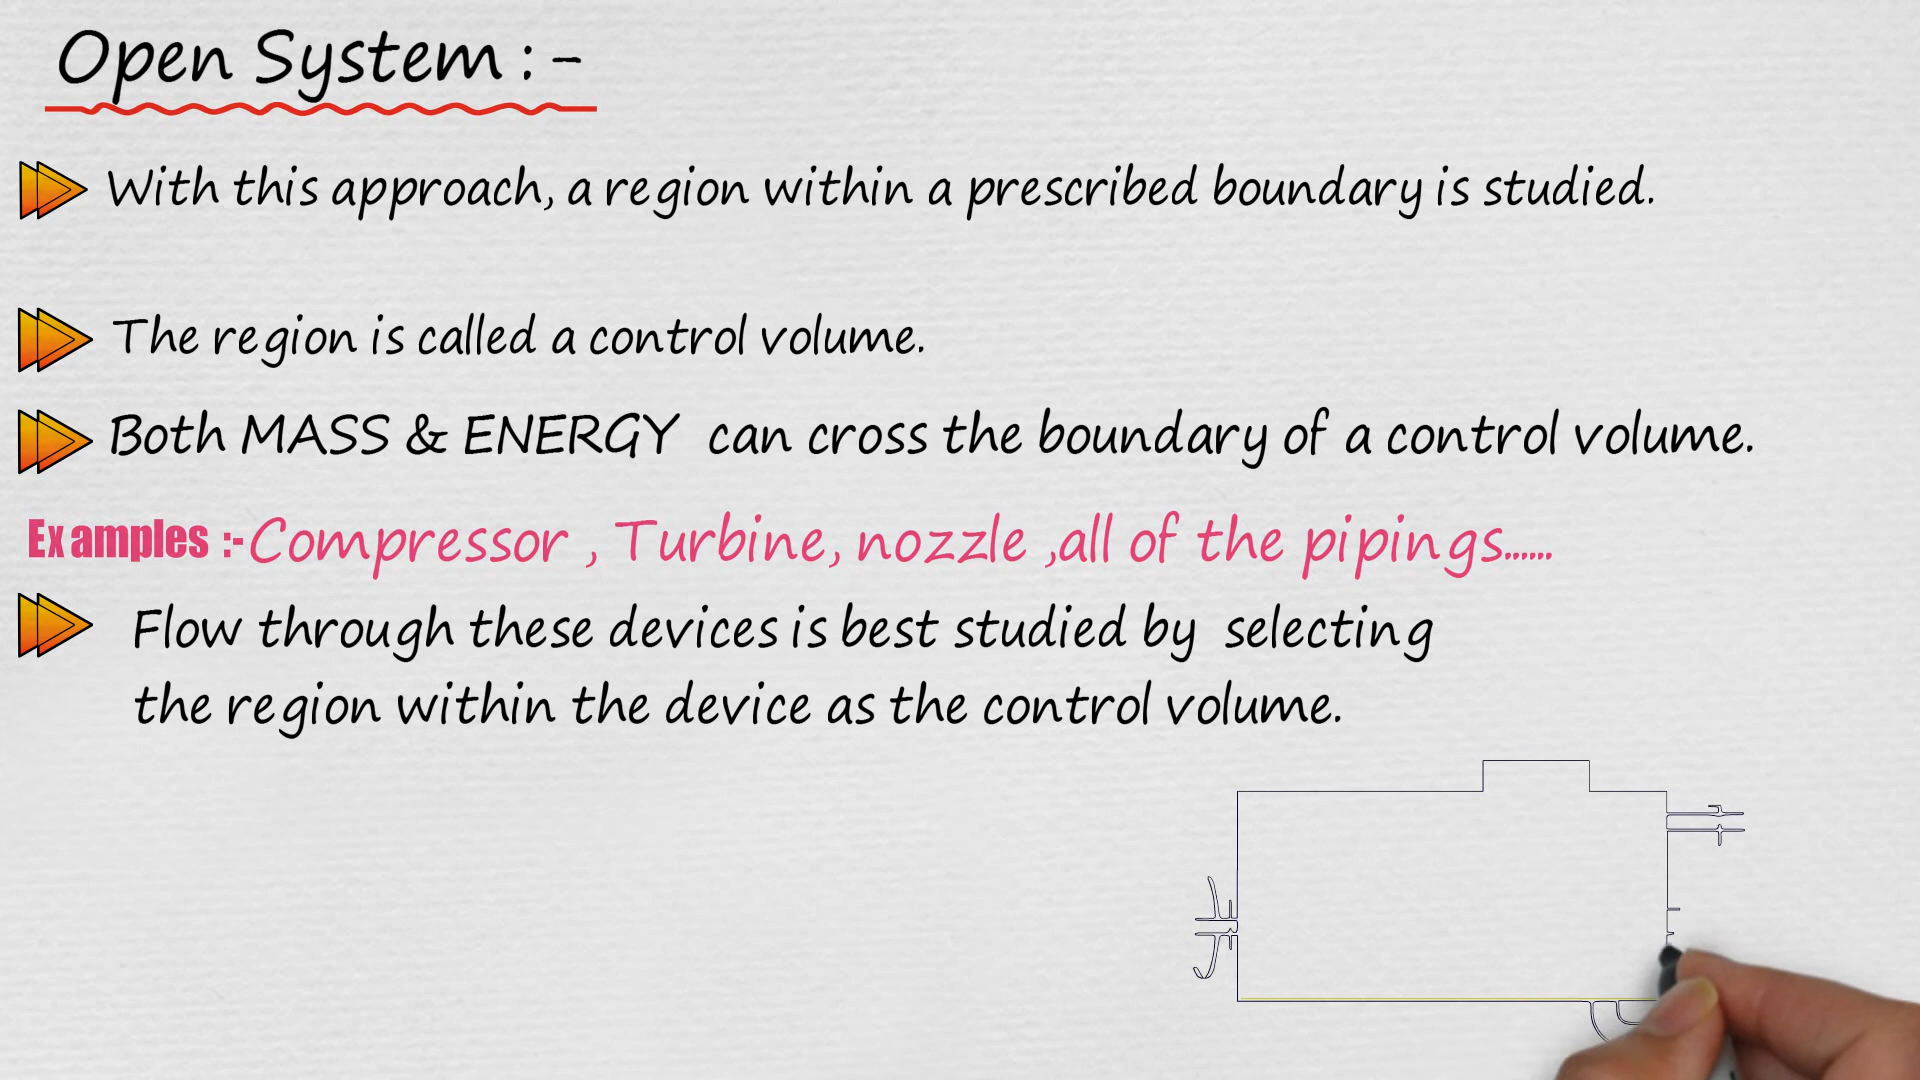 Open System : -
With this approach, a region within a prescribed boundary is studied.
The region is called a control volume.
Both MASS & ENERGY can cross the boundary of a control volume.
Examples :- Compressor , Turbine, nozzle ,all of the pipings......
Flow through these devices is best studied by selecting
the region within the device as the control volume.